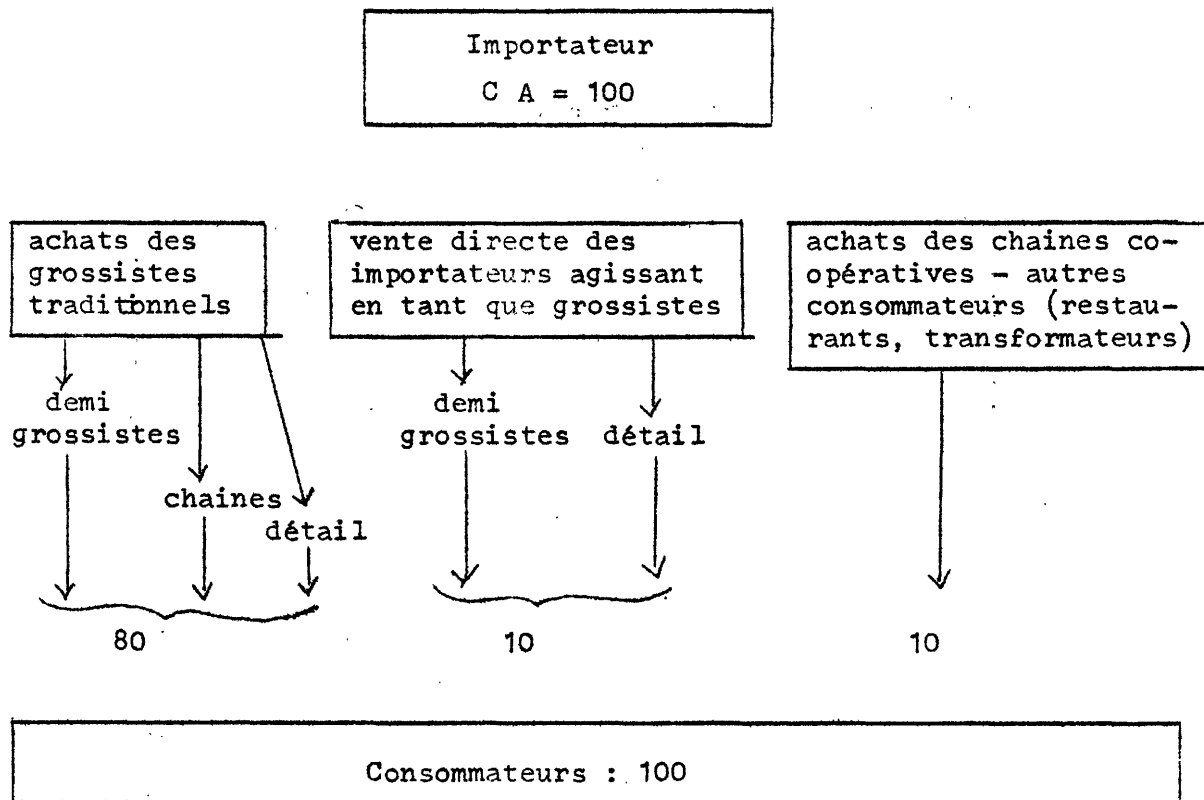 Importateur
C A = 100
achats des
grossistes
traditionnels
vente directe des
importateurs agissant
en tant que grossistes
achats des chaines co-
opératives - autres
consommateurs (restau-
rants, transformateurs)
demi
grossistes
chaines
détail
demi
grossistes
détail
80
10
10
Consommateurs : 100